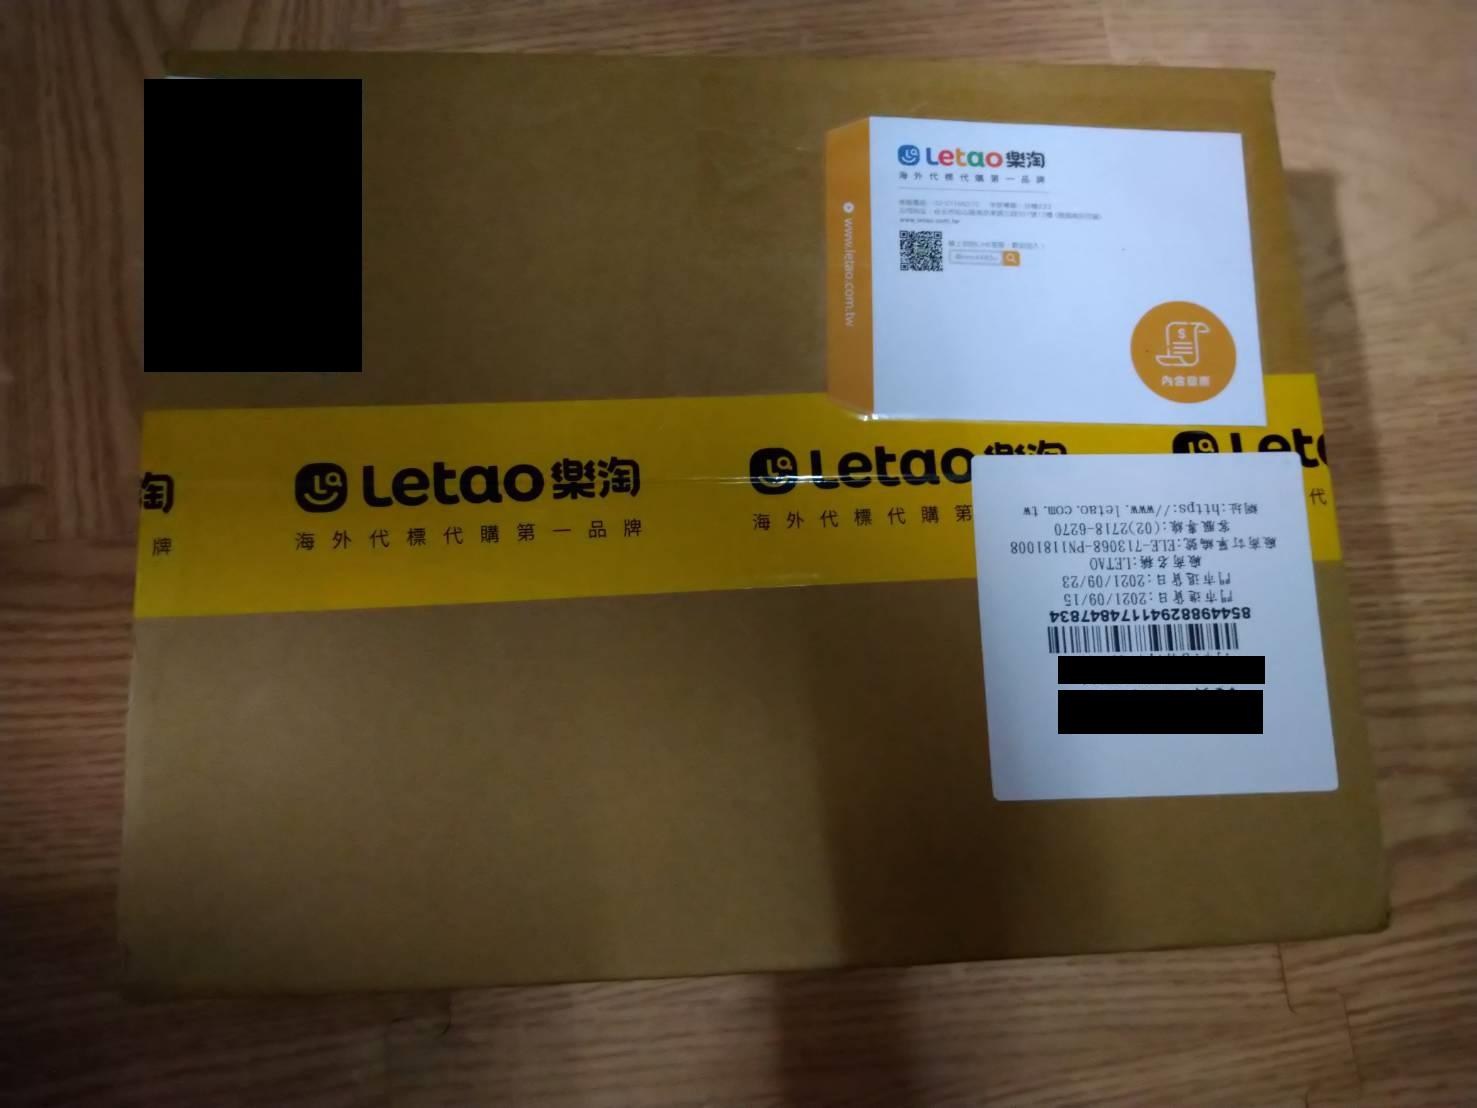 Letao樂淘
海外代標代購第一品牌
www.letao.com.tw
www.letao.com.tw
內含發票
淘
牌
Letao樂淘
海外代標代購第一品牌
Letao樂淘
海外代標代購第
Leta
代
85449882941174847834
門市進貨日:2021/09/15
門市退貨日:2021/09/23
廠商名稱:LETAO
廠商訂單編號:ELE-713068-PN1181008
客服專線:(02)2718-6270
網址:https://www.letao.com.tw